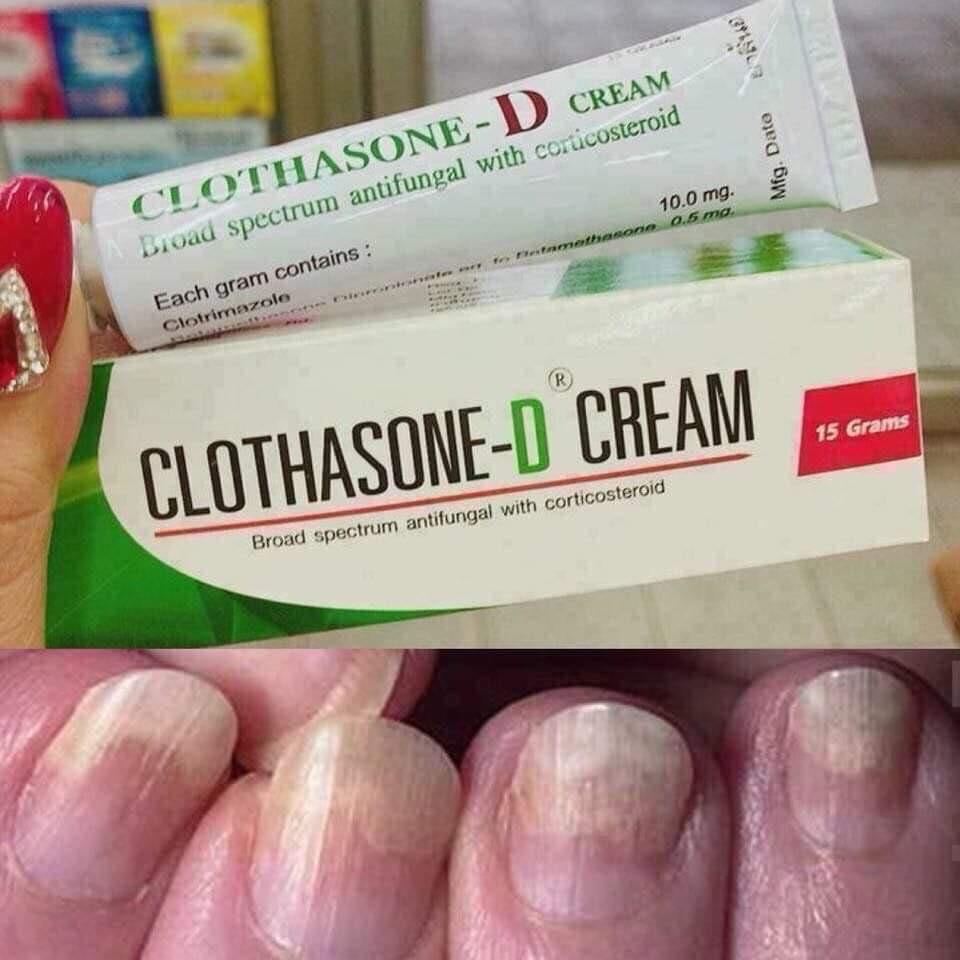 CLOTHASONE-D CREAM
Broad spectrum antifungal with corticosteroid
Each gram contains :
Clotrimazole 10.0 mg.
Betamethasone 0.5 mg.
Mfg. Date
CLOTHASONE-D® CREAM
Broad spectrum antifungal with corticosteroid
15 Grams